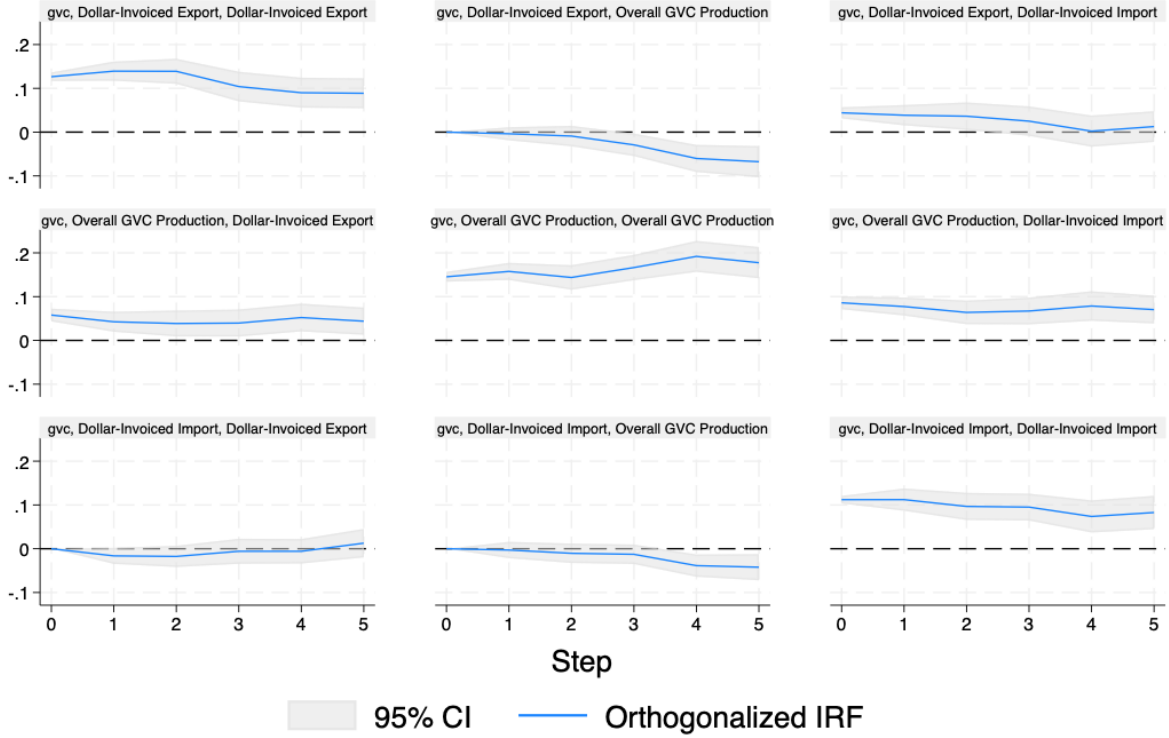 gvc, Dollar-Invoiced Export, Dollar-Invoiced Export
gvc, Dollar-Invoiced Export, Overall GVC Production
gvc, Dollar-Invoiced Export, Dollar-Invoiced Import
.2
.1
0
-.1
gvc, Overall GVC Production, Dollar-Invoiced Export
gvc, Overall GVC Production, Overall GVC Production
gvc, Overall GVC Production, Dollar-Invoiced Import
.2
.1
0
-.1
gvc, Dollar-Invoiced Import, Dollar-Invoiced Export
gvc, Dollar-Invoiced Import, Overall GVC Production
gvc, Dollar-Invoiced Import, Dollar-Invoiced Import
.2
.1
0
-.1
0 1 2 3 4 5
0 1 2 3 4 5
0 1 2 3 4 5
Step
95% CI
Orthogonalized IRF